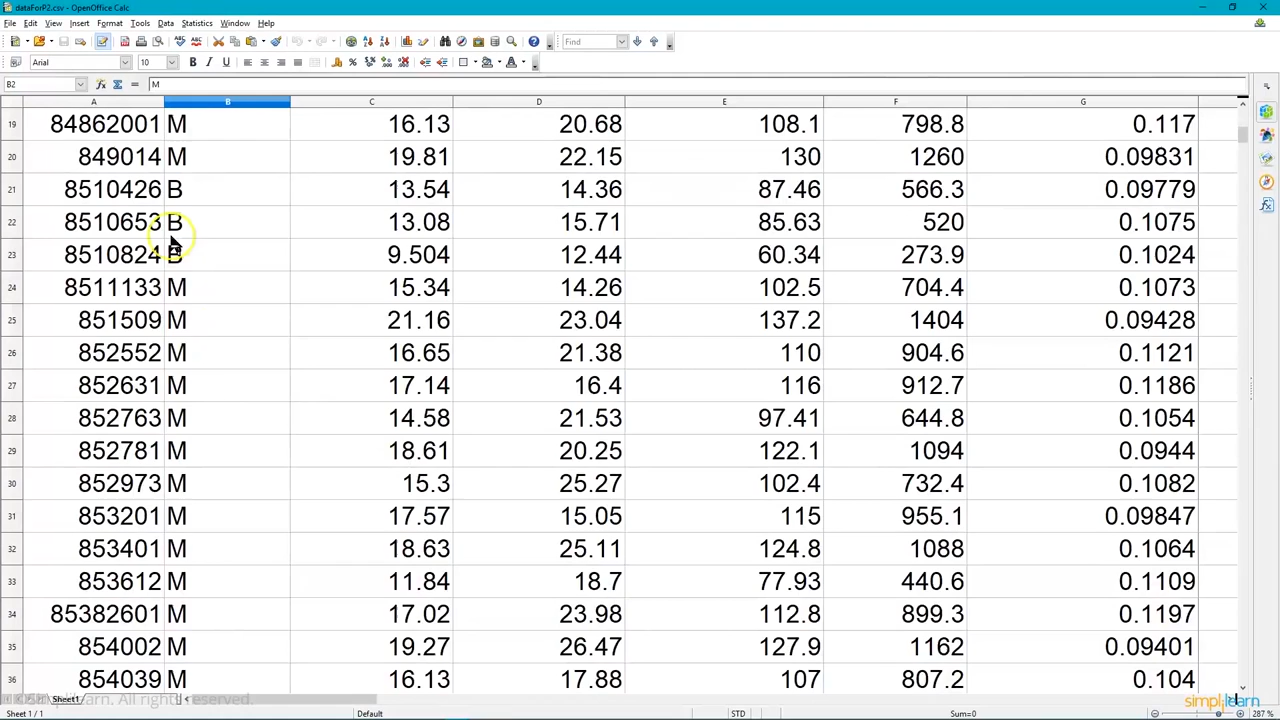 dataForP2.csv - OpenOffice Calc
File Edit View Insert Format Tools Data Statistics Window Help
Find
Arial 10
B2 M
A B C D E F G
19 84862001 M 16.13 20.68 108.1 798.8 0.117
20 849014 M 19.81 22.15 130 1260 0.09831
21 8510426 B 13.54 14.36 87.46 566.3 0.09779
22 8510653 B 13.08 15.71 85.63 520 0.1075
23 8510824 B 9.504 12.44 60.34 273.9 0.1024
24 8511133 M 15.34 14.26 102.5 704.4 0.1073
25 851509 M 21.16 23.04 137.2 1404 0.09428
26 852552 M 16.65 21.38 110 904.6 0.1121
27 852631 M 17.14 16.4 116 912.7 0.1186
28 852763 M 14.58 21.53 97.41 644.8 0.1054
29 852781 M 18.61 20.25 122.1 1094 0.0944
30 852973 M 15.3 25.27 102.4 732.4 0.1082
31 853201 M 17.57 15.05 115 955.1 0.09847
32 853401 M 18.63 25.11 124.8 1088 0.1064
33 853612 M 11.84 18.7 77.93 440.6 0.1109
34 85382601 M 17.02 23.98 112.8 899.3 0.1197
35 854002 M 19.27 26.47 127.9 1162 0.09401
36 854039 M 16.13 17.88 107 807.2 0.104
Sheet1 All rights reserved.
simplilearn
Sheet 1 / 1 Default STD Sum=0 287 %